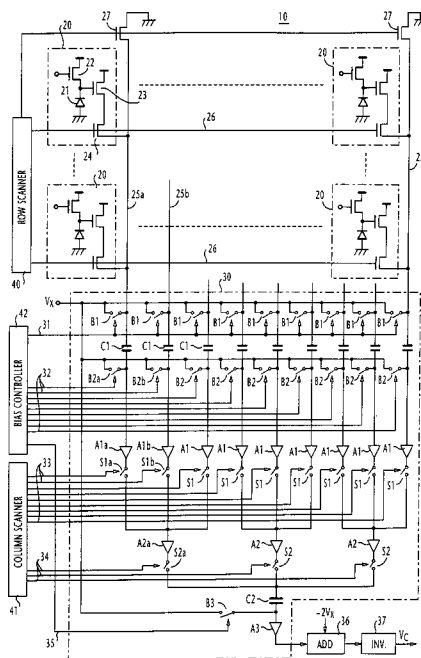 10
27 27
20 20
22
21 23
24 26
25a 25b 2
20 20
ROW SCANNER
40
26
30
VX
42
31
B1 B1 B1 B1 B1 B1 B1 B1 B1
C1 C1 C1
32
B2a B2b B2 B2 B2 B2 B2 B2 B2
BIAS CONTROLLER
33
A1a A1b A1 A1 A1 A1 A1 A1 A1
S1a S1b S1 S1 S1 S1 S1 S1 S1
COLUMN SCANNER
34
A2a A2 A2
S2a S2 S2
41
35
B3 C2
A3
-2VX
36 37
ADD INV. VC